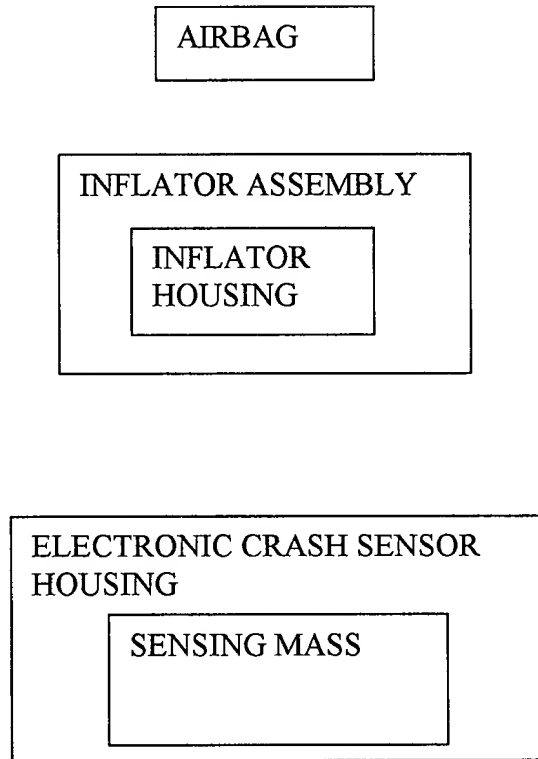 AIRBAG
INFLATOR ASSEMBLY
INFLATOR
HOUSING
ELECTRONIC CRASH SENSOR
HOUSING
SENSING MASS